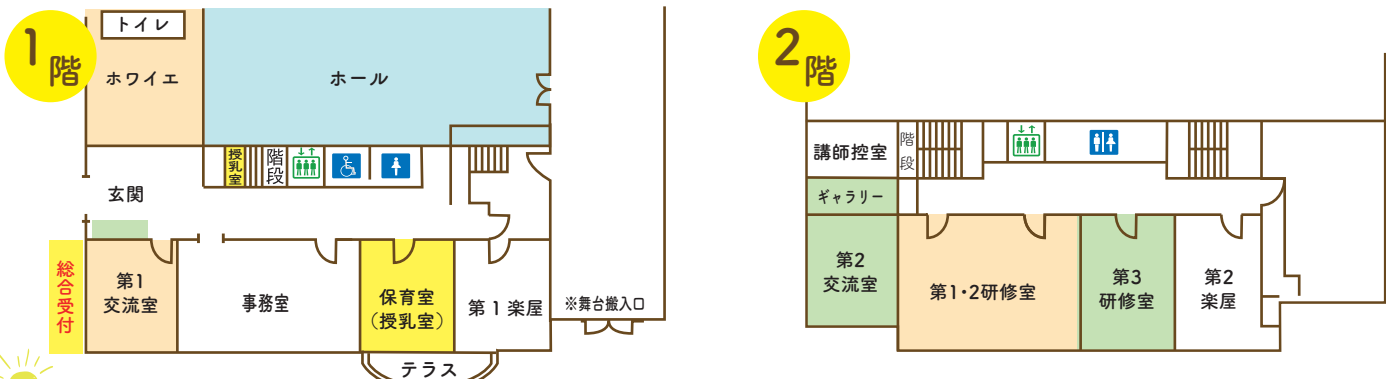 1階
トイレ
ホワイエ
ホール
授乳室
階段
玄関
総合受付
第1
交流室
事務室
保育室
（授乳室）
第1楽屋
※舞台搬入口
テラス
2階
講師控室
階段
ギャラリー
第2
交流室
第1・2研修室
第3
研修室
第2
楽屋